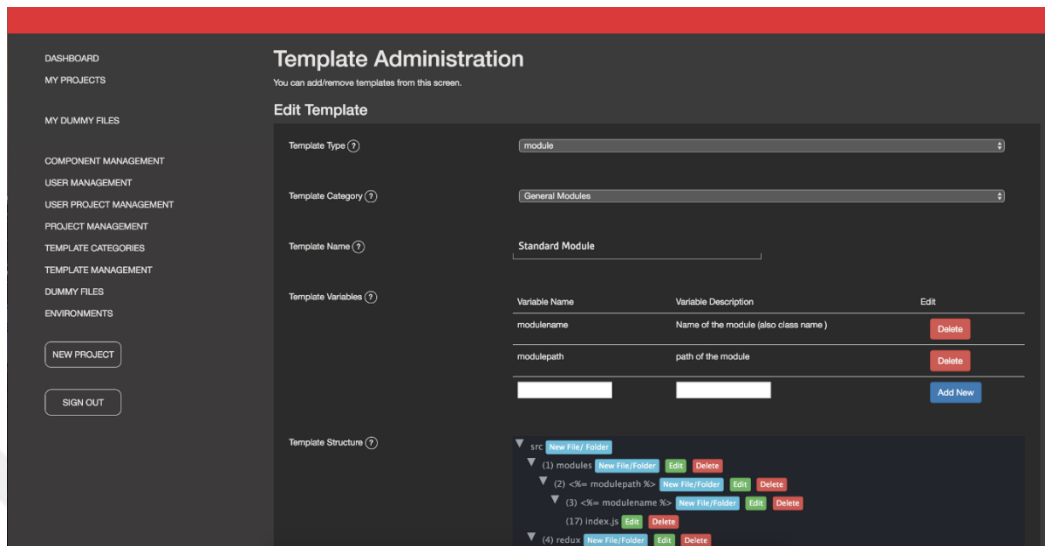 DASHBOARD
MY PROJECTS
MY DUMMY FILES
COMPONENT MANAGEMENT
USER MANAGEMENT
USER PROJECT MANAGEMENT
PROJECT MANAGEMENT
TEMPLATE CATEGORIES
TEMPLATE MANAGEMENT
DUMMY FILES
ENVIRONMENTS
NEW PROJECT
SIGN OUT
Template Administration
You can add/remove templates from this screen.
Edit Template
Template Type ? module
Template Category ? General Modules
Template Name ? Standard Module
Template Variables ?
Variable Name Variable Description Edit
modulename Name of the module (also class name ) Delete
modulepath path of the module Delete
Add New
Template Structure ?
src New File/ Folder
(1) modules New File/Folder Edit Delete
(2) <%= modulepath %> New File/Folder Edit Delete
(3) <%= modulename %> New File/Folder Edit Delete
(17) index.js Edit Delete
(4) redux New File/Folder Edit Delete